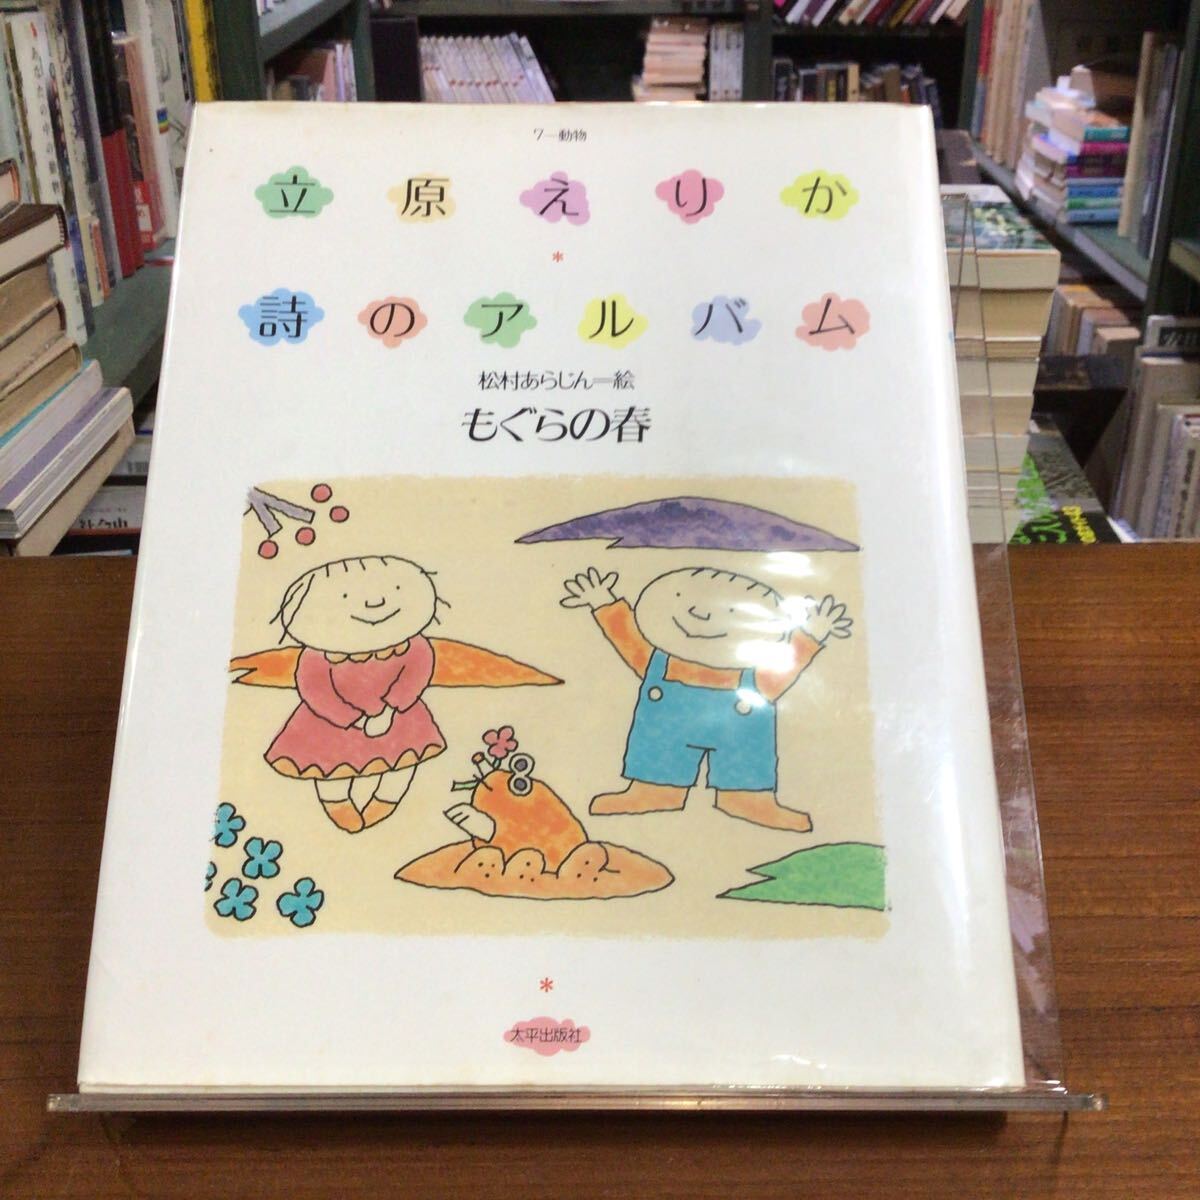 7—動物
立原えりか
*
詩のアルバム
松村あらじん＝絵
もぐらの春
*
太平出版社